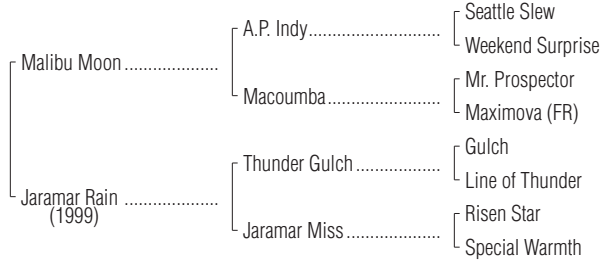 Seattle Slew
A.P. Indy..............................
Weekend Surprise
Malibu Moon .....................
Mr. Prospector
Macoumba.........................
Maximova (FR)
Gulch
Thunder Gulch...................
Line of Thunder
Jaramar Rain .....................
(1999)
Risen Star
Jaramar Miss.....................
Special Warmth